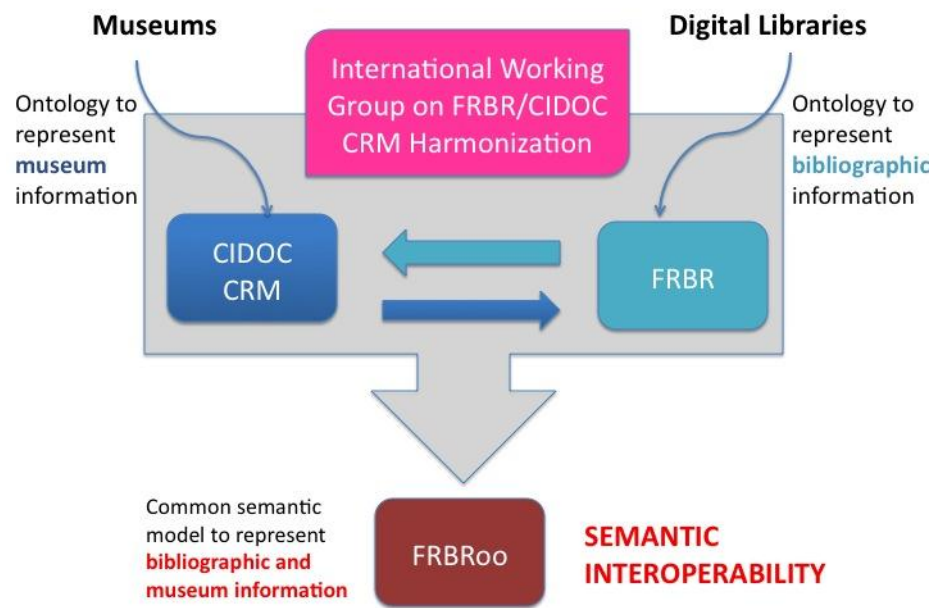 Museums
Digital Libraries
International Working
Group on FRBR/CIDOC
CRM Harmonization
Ontology to
represent
museum
information
Ontology to
represent
bibliographic
information
CIDOC
CRM
FRBR
Common semantic
model to represent
bibliographic and
museum information
FRBRoo
SEMANTIC
INTEROPERABILITY